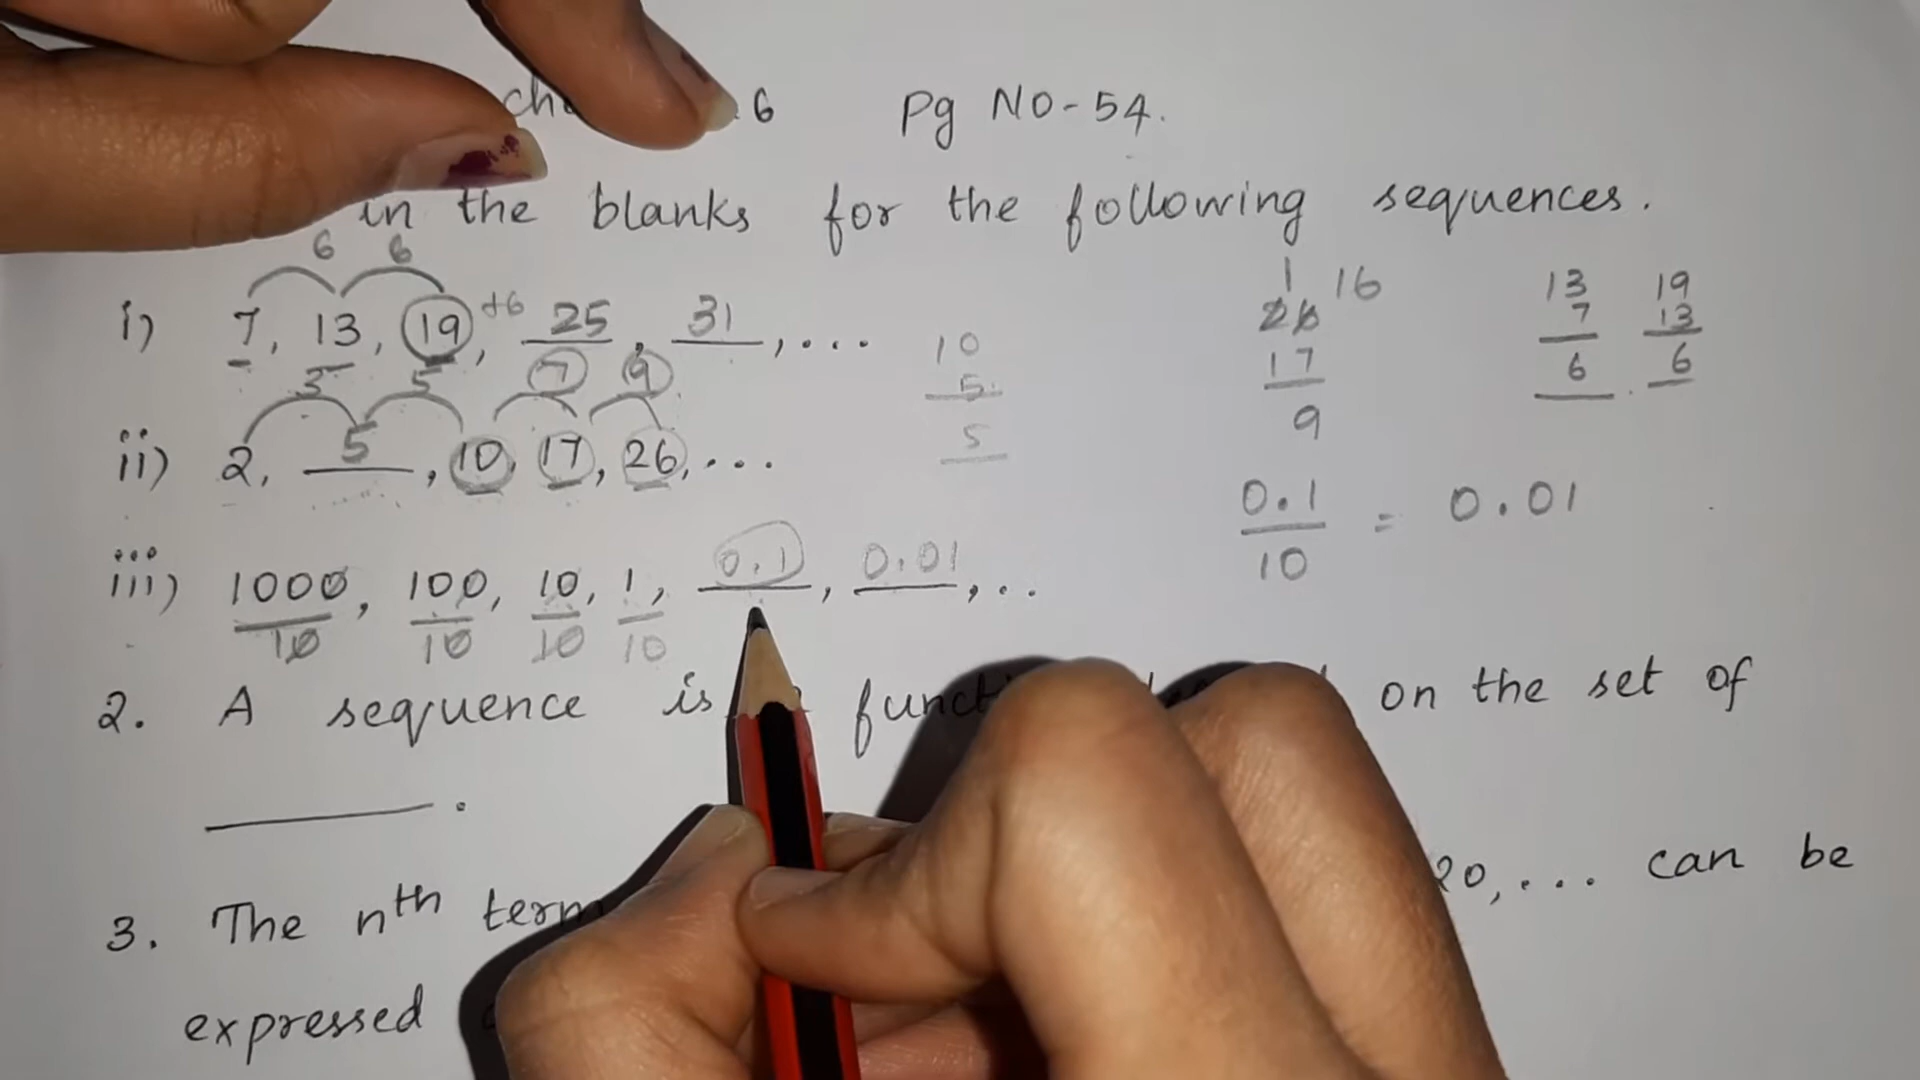 6 Pg No-54.
in the blanks for the following sequences.
6 6
i) 7, 13, 19, +6 25, 31, ...
3 5 7 9
ii) 2, 5, 10, 17, 26, ...
iii) 1000, 100, 10, 1, 0.1, 0.01, ...
10 10 10 10
10
5
5
1 16
26
17
9
13
7
6
19
13
6
0.1 = 0.01
10
2. A sequence is on the set of
.
3. The nth term 20, ... can be
expressed